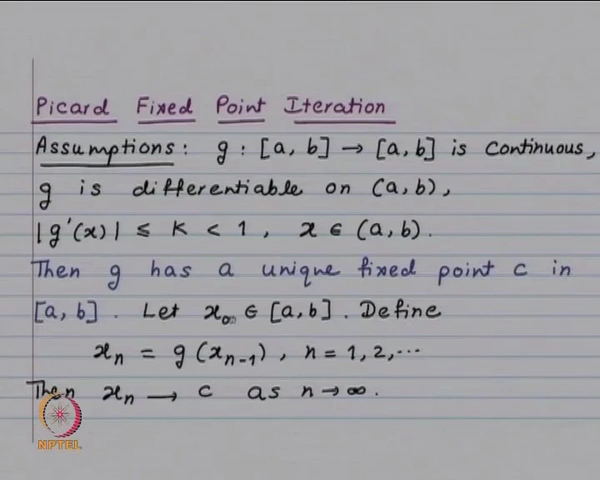 Picard Fixed Point Iteration
Assumptions: g : [a, b] → [a, b] is continuous,
g is differentiable on (a, b),
|g'(x)| ≤ K < 1, x ∈ (a, b).
Then g has a unique fixed point c in
[a, b]. Let x₀ ∈ [a, b]. Define
xₙ = g(xₙ₋₁), n = 1, 2, ⋯
Then xₙ → c as n → ∞.
NPTEL